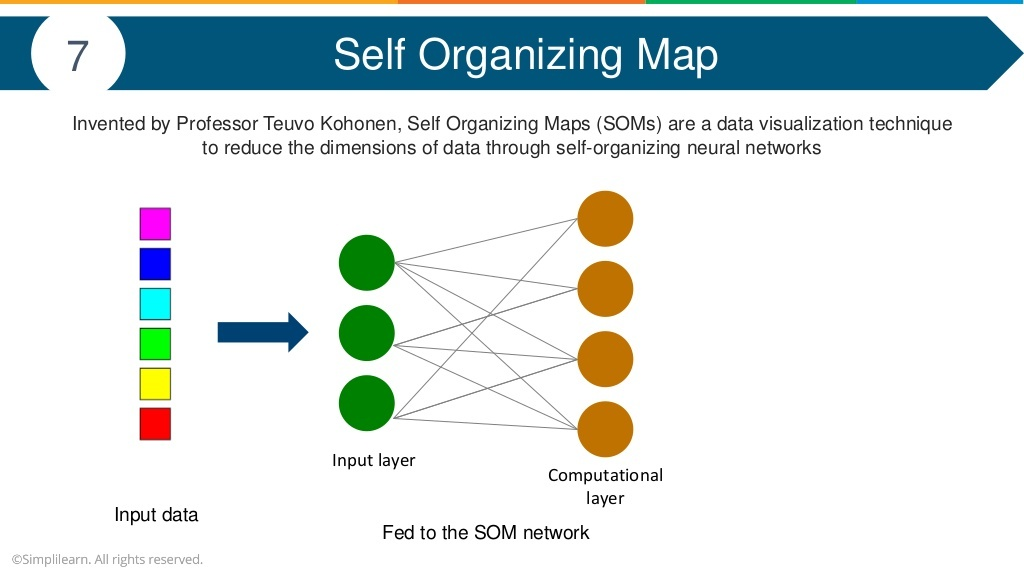 7
Self Organizing Map
Invented by Professor Teuvo Kohonen, Self Organizing Maps (SOMs) are a data visualization technique
to reduce the dimensions of data through self-organizing neural networks
Input layer
Computational
layer
Input data
Fed to the SOM network
©Simplilearn. All rights reserved.